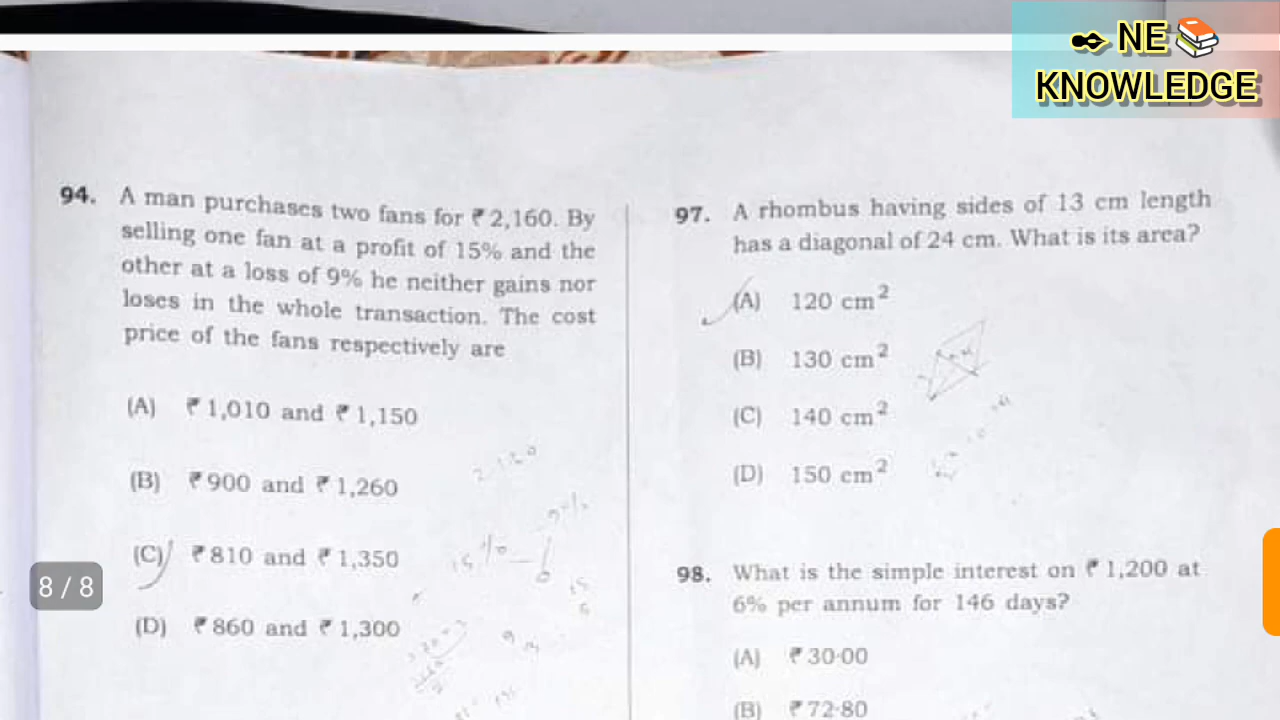 ✒ NE📚
KNOWLEDGE
94. A man purchases two fans for ₹ 2,160. By
selling one fan at a profit of 15% and the
other at a loss of 9% he neither gains nor
loses in the whole transaction. The cost
price of the fans respectively are
(A) ₹ 1,010 and ₹ 1,150
(B) ₹ 900 and ₹ 1,260
(C) ₹ 810 and ₹ 1,350
(D) ₹ 860 and ₹ 1,300
15% 9%
8 / 8
97. A rhombus having sides of 13 cm length
has a diagonal of 24 cm. What is its area?
(A) 120 cm²
(B) 130 cm²
(C) 140 cm²
(D) 150 cm²
98. What is the simple interest on ₹ 1,200 at
6% per annum for 146 days?
(A) ₹ 30·00
(B) ₹ 72·80